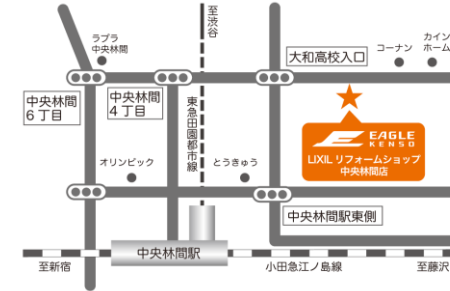 至渋谷
ラプラ
中央林間
大和高校入口
コーナン
カイン
ホーム
中央林間
6丁目
中央林間
4丁目
東急田園都市線
EAGLE
KENSO
LIXIL リフォームショップ
中央林間店
オリンピック
とうきゅう
中央林間駅東側
中央林間駅
至新宿
小田急江ノ島線
至藤沢